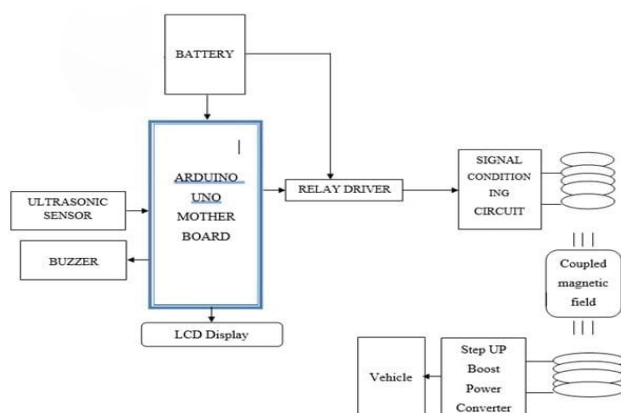 BATTERY
ARDUINO
UNO
MOTHER
BOARD
ULTRASONIC
SENSOR
BUZZER
LCD Display
RELAY DRIVER
SIGNAL
CONDITION
ING
CIRCUIT
Coupled
magnetic
field
Vehicle
Step UP
Boost
Power
Converter